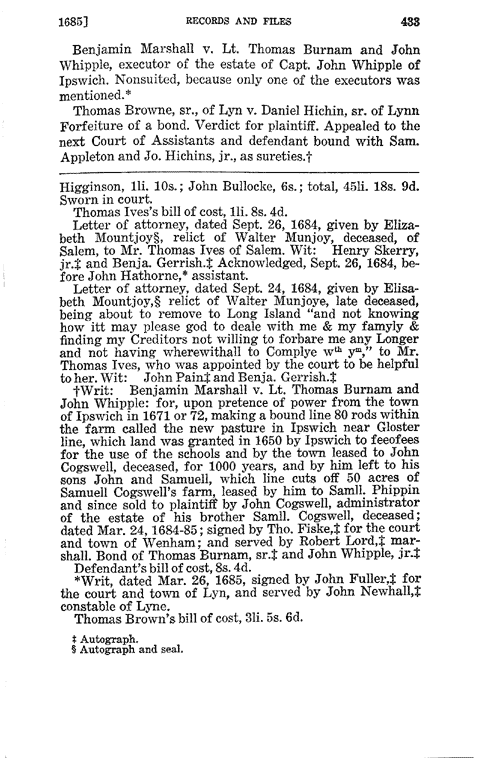 1685] RECORDS AND FILES 433
Benjamin Marshall v. Lt. Thomas Burnam and John
Whipple, executor of the estate of Capt. John Whipple of
Ipswich. Nonsuited, because only one of the executors was
mentioned.*
Thomas Browne, sr., of Lyn v. Daniel Hichin, sr. of Lynn
Forfeiture of a bond. Verdict for plaintiff. Appealed to the
next Court of Assistants and defendant bound with Sam.
Appleton and Jo. Hichins, jr., as sureties.†
Higginson, 1li. 10s.; John Bullocke, 6s.; total, 45li. 18s. 9d.
Sworn in court.
Thomas Ives's bill of cost, 1li. 8s. 4d.
Letter of attorney, dated Sept. 26, 1684, given by Eliza-
beth Mountjoy§, relict of Walter Munjoy, deceased, of
Salem, to Mr. Thomas Ives of Salem. Wit: Henry Skerry,
jr.‡ and Benja. Gerrish.‡ Acknowledged, Sept. 26, 1684, be-
fore John Hathorne,* assistant.
Letter of attorney, dated Sept. 24, 1684, given by Elisa-
beth Mountjoy,§ relict of Walter Munjoye, late deceased,
being about to remove to Long Island "and not knowing
how itt may please god to deale with me & my famyly &
finding my Creditors not willing to forbare me any Longer
and not having wherewithall to Complye wth ym," to Mr.
Thomas Ives, who was appointed by the court to be helpful
to her. Wit: John Pain‡ and Benja. Gerrish.‡
†Writ: Benjamin Marshall v. Lt. Thomas Burnam and
John Whipple: for, upon pretence of power from the town
of Ipswich in 1671 or 72, making a bound line 80 rods within
the farm called the new pasture in Ipswich near Gloster
line, which land was granted in 1650 by Ipswich to feeofees
for the use of the schools and by the town leased to John
Cogswell, deceased, for 1000 years, and by him left to his
sons John and Samuell, which line cuts off 50 acres of
Samuell Cogswell's farm, leased by him to Samll. Phippin
and since sold to plaintiff by John Cogswell, administrator
of the estate of his brother Samll. Cogswell, deceased;
dated Mar. 24, 1684-85; signed by Tho. Fiske,‡ for the court
and town of Wenham; and served by Robert Lord,‡ mar-
shall. Bond of Thomas Burnam, sr.‡ and John Whipple, jr.‡
Defendant's bill of cost, 8s. 4d.
*Writ, dated Mar. 26, 1685, signed by John Fuller,‡ for
the court and town of Lyn, and served by John Newhall,‡
constable of Lyne.
Thomas Brown's bill of cost, 3li. 5s. 6d.
‡ Autograph.
§ Autograph and seal.